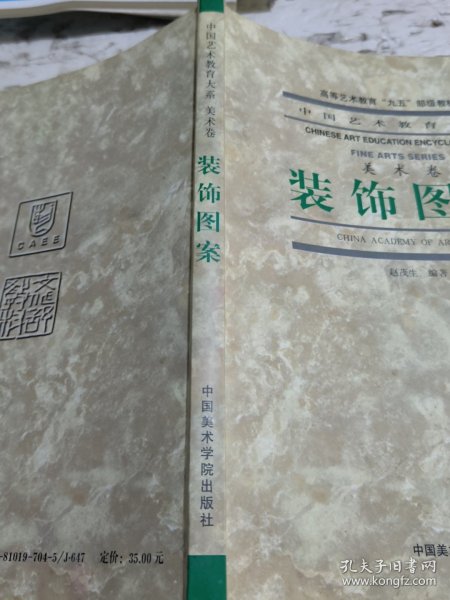 CAEE
-81019-704-5/J·647 定价：35.00 元
中国艺术教育大系 美术卷
装饰图案
中国美术学院出版社
高等艺术教育“九五”部级教材
中国艺术教育
CHINESE ART EDUCATION ENCYCL
FINE ARTS SERIES
美术卷
装饰图
CHINA ACADEMY OF AR
赵茂生 编著
中国美
孔夫子旧书网
www.kongfz.com